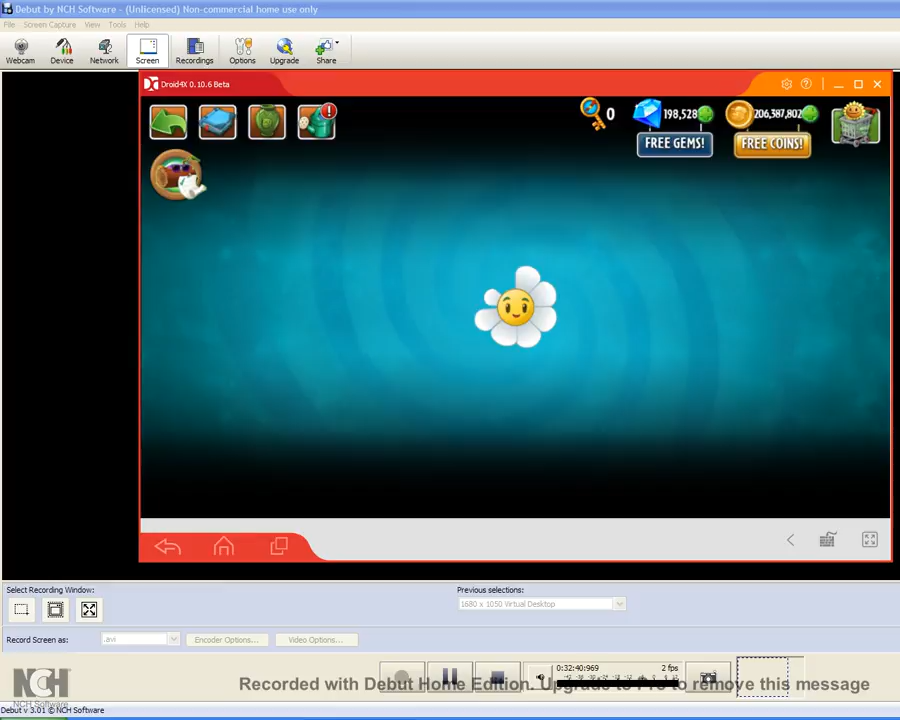 Debut by NCH Software - (Unlicensed) Non-commercial home use only
File Screen Capture View Tools Help
Webcam Device Network Screen Recordings Options Upgrade Share
Droid4X 0.10.6 Beta
0 198,528 206,387,802
FREE GEMS! FREE COINS!
Select Recording Window:
Previous selections:
1680 x 1050 Virtual Desktop
Record Screen as: .avi Encoder Options... Video Options...
0:32:40:969 2 fps
Recorded with Debut Home Edition. Upgrade to Pro to remove this message
NCH
NCH Software
Debut v 3.01 © NCH Software